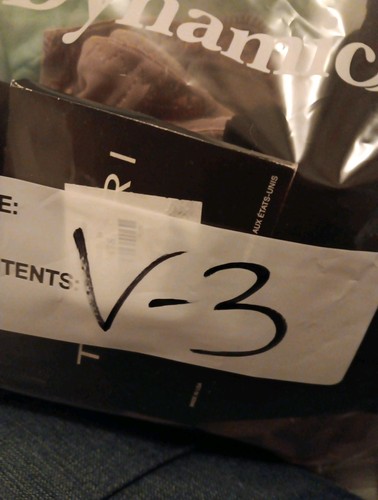 Dynamic
R I
AUX ÉTATS-UNIS
E:
TENTS: V-3
T